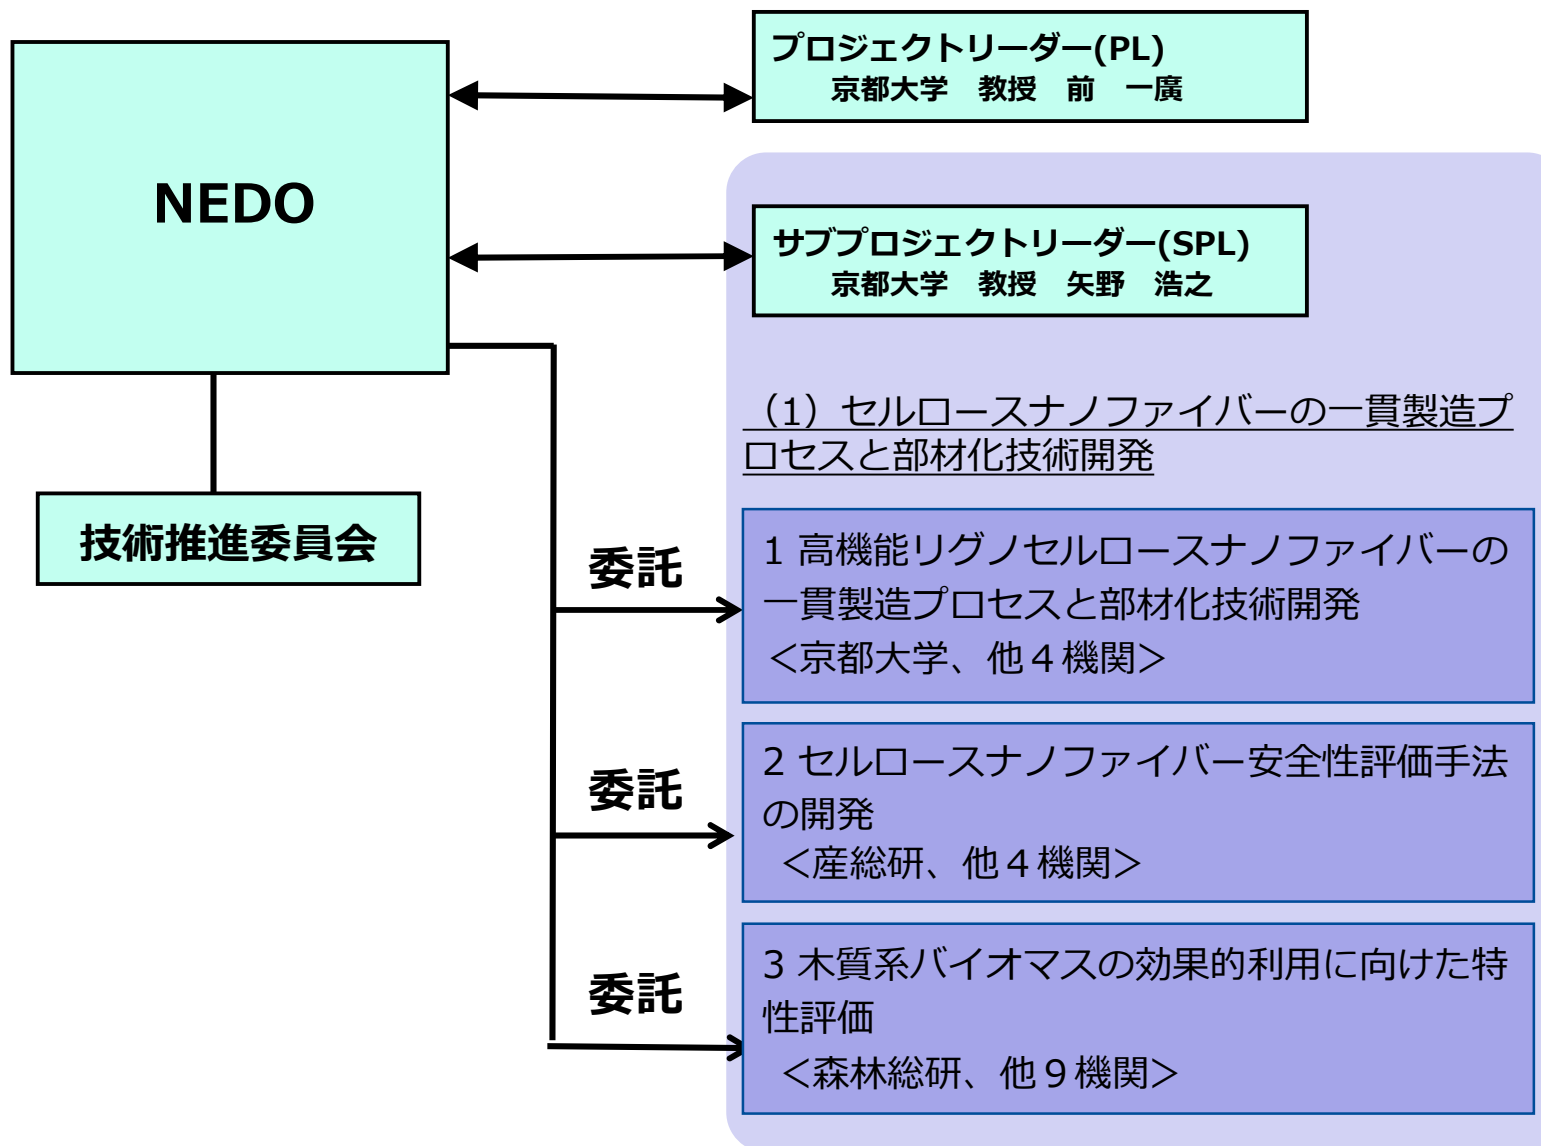 プロジェクトリーダー(PL)
京都大学　教授　前　一廣
NEDO
サブプロジェクトリーダー(SPL)
京都大学　教授　矢野　浩之
（1）セルロースナノファイバーの一貫製造プ
ロセスと部材化技術開発
技術推進委員会
委託
1 高機能リグノセルロースナノファイバーの
一貫製造プロセスと部材化技術開発
＜京都大学、他４機関＞
委託
2 セルロースナノファイバー安全性評価手法
の開発
＜産総研、他４機関＞
委託
3 木質系バイオマスの効果的利用に向けた特
性評価
＜森林総研、他９機関＞